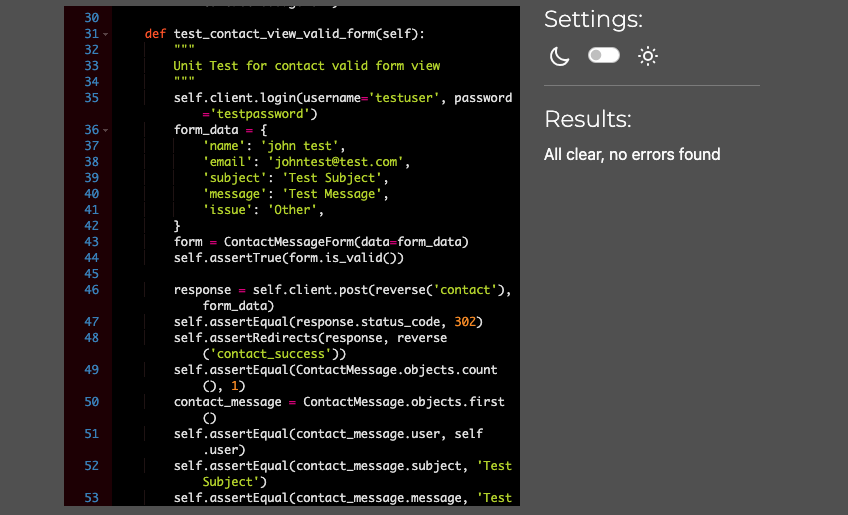 30
31 def test_contact_view_valid_form(self):
32 """
33 Unit Test for contact valid form view
34 """
35 self.client.login(username='testuser', password
='testpassword')
36 form_data = {
37 'name': 'john test',
38 'email': 'johntest@test.com',
39 'subject': 'Test Subject',
40 'message': 'Test Message',
41 'issue': 'Other',
42 }
43 form = ContactMessageForm(data=form_data)
44 self.assertTrue(form.is_valid())
45
46 response = self.client.post(reverse('contact'),
form_data)
47 self.assertEqual(response.status_code, 302)
48 self.assertRedirects(response, reverse
('contact_success'))
49 self.assertEqual(ContactMessage.objects.count
(), 1)
50 contact_message = ContactMessage.objects.first
()
51 self.assertEqual(contact_message.user, self
.user)
52 self.assertEqual(contact_message.subject, 'Test
Subject')
53 self.assertEqual(contact_message.message, 'Test
Settings:
Results:
All clear, no errors found